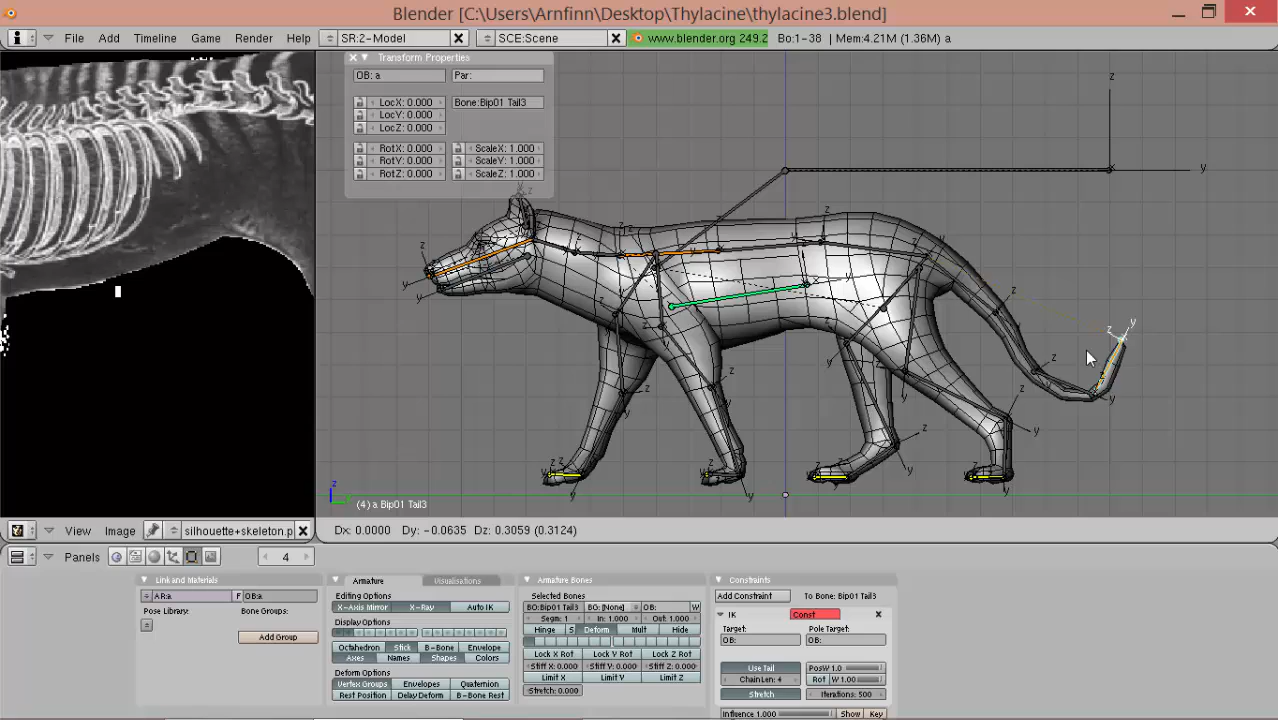 Blender [C:\Users\Arnfinn\Desktop\Thylacine\thylacine3.blend]
File Add Timeline Game Render Help SR:2-Model SCE:Scene www.blender.org 249.2 Bo:1-38 | Mem:4.21M (1.36M) a
Transform Properties
OB: a Par:
LocX: 0.000 Bone:Bip01 Tail3
LocY: 0.000
LocZ: 0.000
RotX: 0.000 ScaleX: 1.000
RotY: 0.000 ScaleY: 1.000
RotZ: 0.000 ScaleZ: 1.000
(4) a Bip01 Tail3
View Image silhouette+skeleton.p Dx: 0.0000 Dy: -0.0635 Dz: 0.3059 (0.3124)
Panels 4
Link and Materials Armature Visualisations Armature Bones Constraints
AR:a F OB:a Editing Options Selected Bones Add Constraint To Bone: Bip01 Tail3
Pose Library: Bone Groups: X-Axis Mirror X-Ray Auto IK BO:Bip01 Tail3 BG: [None] OB: W IK Const
Display Options Segm: 1 In: 1.000 Out: 1.000 Target: Pole Target:
Add Group Hinge S Deform Mult Hide OB: OB:
Octahedron Stick B-Bone Envelope Lock X Rot Lock Y Rot Lock Z Rot Use Tail PosW 1.0
Axes Names Shapes Colors Stiff X: 0.000 Stiff Y: 0.000 Stiff Z: 0.000 ChainLen: 4 Rot W 1.00
Deform Options Limit X Limit Y Limit Z
Vertex Groups Envelopes Quaternion Stretch: 0.000 Stretch Iterations: 500
Rest Position Delay Deform B-Bone Rest
Influence 1.000 Show Key